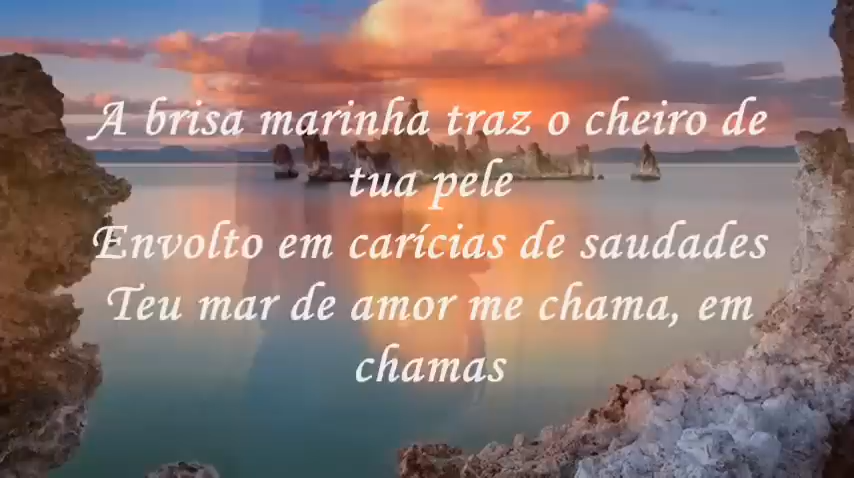 A brisa marinha traz o cheiro de
tua pele
Envolto em carícias de saudades
Teu mar de amor me chama, em
chamas